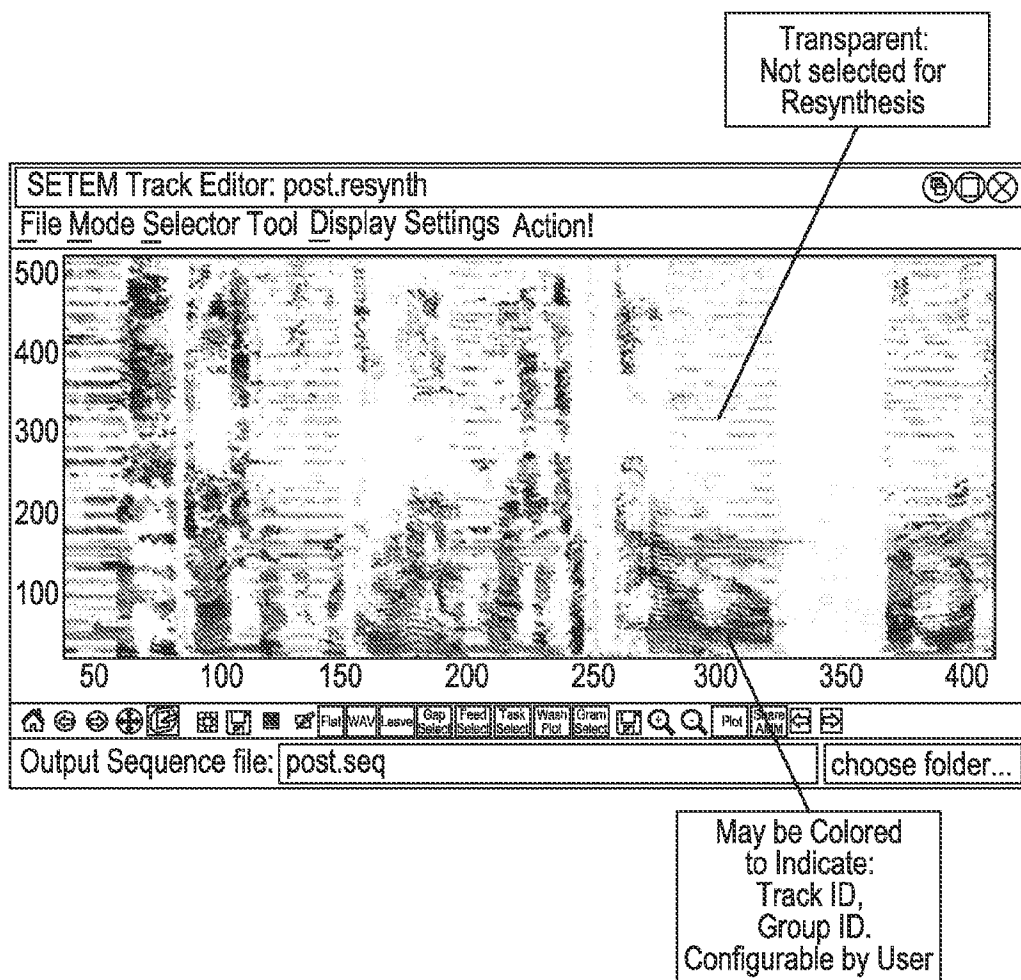 Transparent:
Not selected for
Resynthesis
SETEM Track Editor: post.resynth
File Mode Selector Tool Display Settings Action!
500
400
300
200
100
50 100 150 200 250 300 350 400
Flat WAV Gap Select Feed Select Task Select Wash Plot Gram Select Plot
Output Sequence file: post.seq choose folder...
May be Colored
to Indicate:
Track ID,
Group ID.
Configurable by User